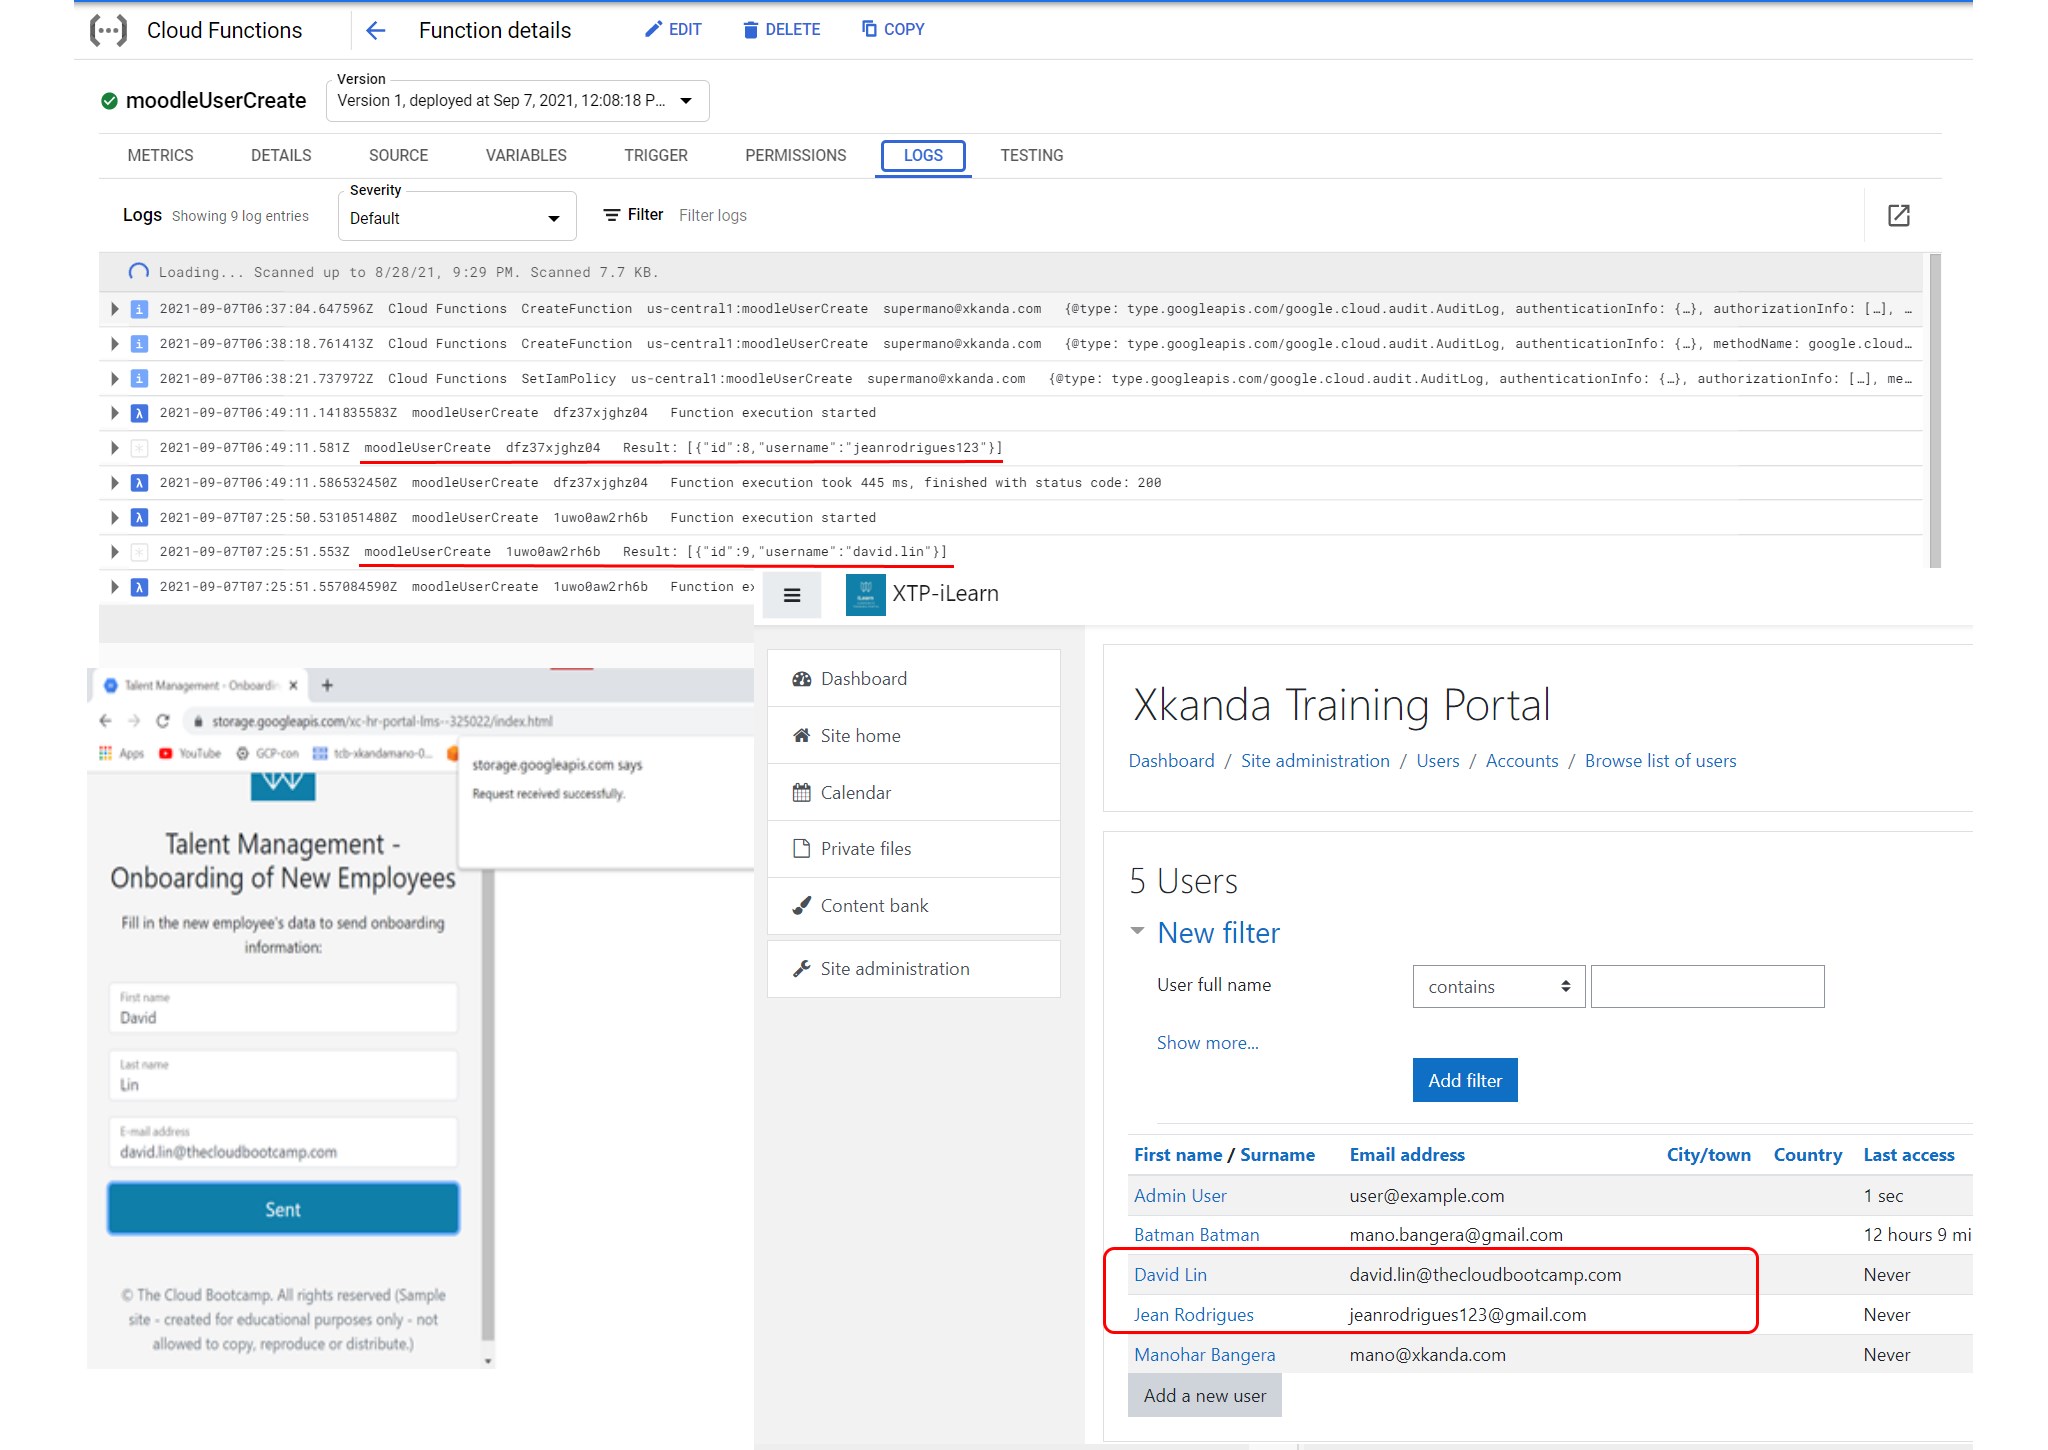 Cloud Functions
Function details
EDIT
DELETE
COPY
moodleUserCreate
Version
Version 1, deployed at Sep 7, 2021, 12:08:18 P...
METRICS DETAILS SOURCE VARIABLES TRIGGER PERMISSIONS LOGS TESTING
Logs Showing 9 log entries
Severity
Default
Filter Filter logs
Loading... Scanned up to 8/28/21, 9:29 PM. Scanned 7.7 KB.
2021-09-07T06:37:04.647596Z Cloud Functions CreateFunction us-central1:moodleUserCreate supermano@xkanda.com {@type: type.googleapis.com/google.cloud.audit.AuditLog, authenticationInfo: {…}, authorizationInfo: […], …
2021-09-07T06:38:18.761413Z Cloud Functions CreateFunction us-central1:moodleUserCreate supermano@xkanda.com {@type: type.googleapis.com/google.cloud.audit.AuditLog, authenticationInfo: {…}, methodName: google.cloud…
2021-09-07T06:38:21.737972Z Cloud Functions SetIamPolicy us-central1:moodleUserCreate supermano@xkanda.com {@type: type.googleapis.com/google.cloud.audit.AuditLog, authenticationInfo: {…}, authorizationInfo: […], me…
2021-09-07T06:49:11.141835583Z moodleUserCreate dfz37xjghz04 Function execution started
2021-09-07T06:49:11.581Z moodleUserCreate dfz37xjghz04 Result: [{"id":8,"username":"jeanrodrigues123"}]
2021-09-07T06:49:11.586532450Z moodleUserCreate dfz37xjghz04 Function execution took 445 ms, finished with status code: 200
2021-09-07T07:25:50.531051480Z moodleUserCreate 1uwo0aw2rh6b Function execution started
2021-09-07T07:25:51.553Z moodleUserCreate 1uwo0aw2rh6b Result: [{"id":9,"username":"david.lin"}]
2021-09-07T07:25:51.557084590Z moodleUserCreate 1uwo0aw2rh6b Function ex
Talent Management - Onboardin
storage.googleapis.com/xc-hr-portal-lms--325022/index.html
Apps YouTube GCP-con tcb-xkandamano-0...
storage.googleapis.com says
Request received successfully.
Talent Management -
Onboarding of New Employees
Fill in the new employee's data to send onboarding
information:
First name
David
Last name
Lin
E-mail address
david.lin@thecloudbootcamp.com
Sent
© The Cloud Bootcamp. All rights reserved (Sample
site - created for educational purposes only - not
allowed to copy, reproduce or distribute.)
XTP-iLearn
Dashboard
Site home
Calendar
Private files
Content bank
Site administration
Xkanda Training Portal
Dashboard / Site administration / Users / Accounts / Browse list of users
5 Users
New filter
User full name contains
Show more...
Add filter
First name / Surname Email address City/town Country Last access
Admin User user@example.com 1 sec
Batman Batman mano.bangera@gmail.com 12 hours 9 mi
David Lin david.lin@thecloudbootcamp.com Never
Jean Rodrigues jeanrodrigues123@gmail.com Never
Manohar Bangera mano@xkanda.com Never
Add a new user